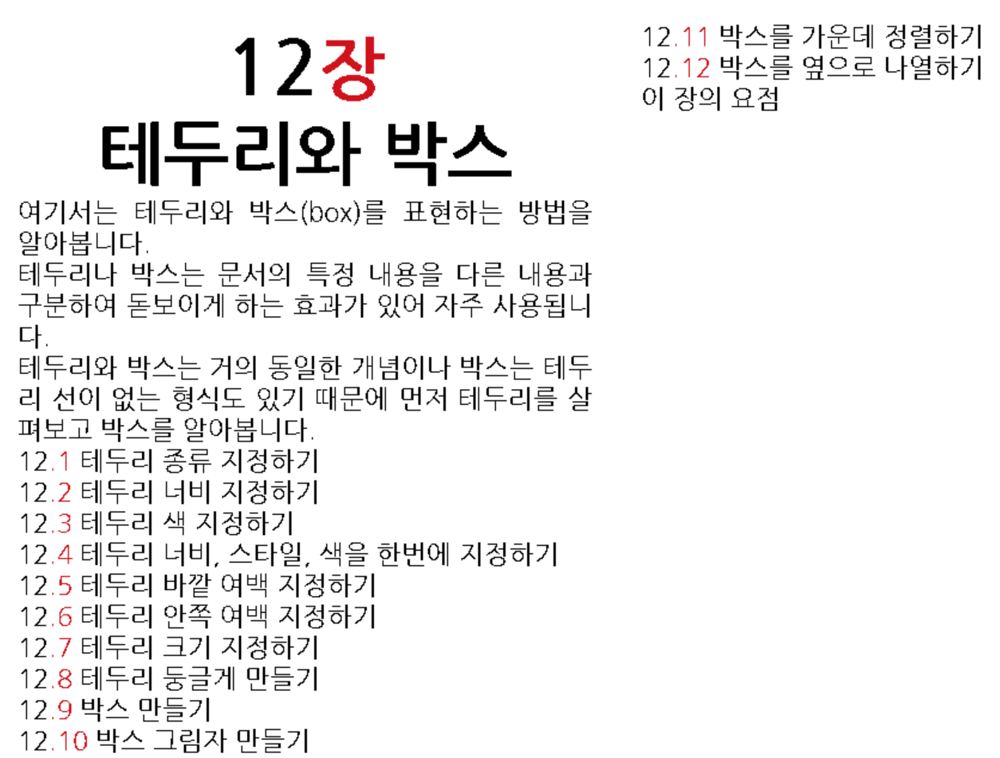 12장
테두리와 박스
여기서는 테두리와 박스(box)를 표현하는 방법을
알아봅니다.
테두리나 박스는 문서의 특정 내용을 다른 내용과
구분하여 돋보이게 하는 효과가 있어 자주 사용됩니
다.
테두리와 박스는 거의 동일한 개념이나 박스는 테두
리 선이 없는 형식도 있기 때문에 먼저 테두리를 살
펴보고 박스를 알아봅니다.
12.1 테두리 종류 지정하기
12.2 테두리 너비 지정하기
12.3 테두리 색 지정하기
12.4 테두리 너비, 스타일, 색을 한번에 지정하기
12.5 테두리 바깥 여백 지정하기
12.6 테두리 안쪽 여백 지정하기
12.7 테두리 크기 지정하기
12.8 테두리 둥글게 만들기
12.9 박스 만들기
12.10 박스 그림자 만들기
12.11 박스를 가운데 정렬하기
12.12 박스를 옆으로 나열하기
이 장의 요점